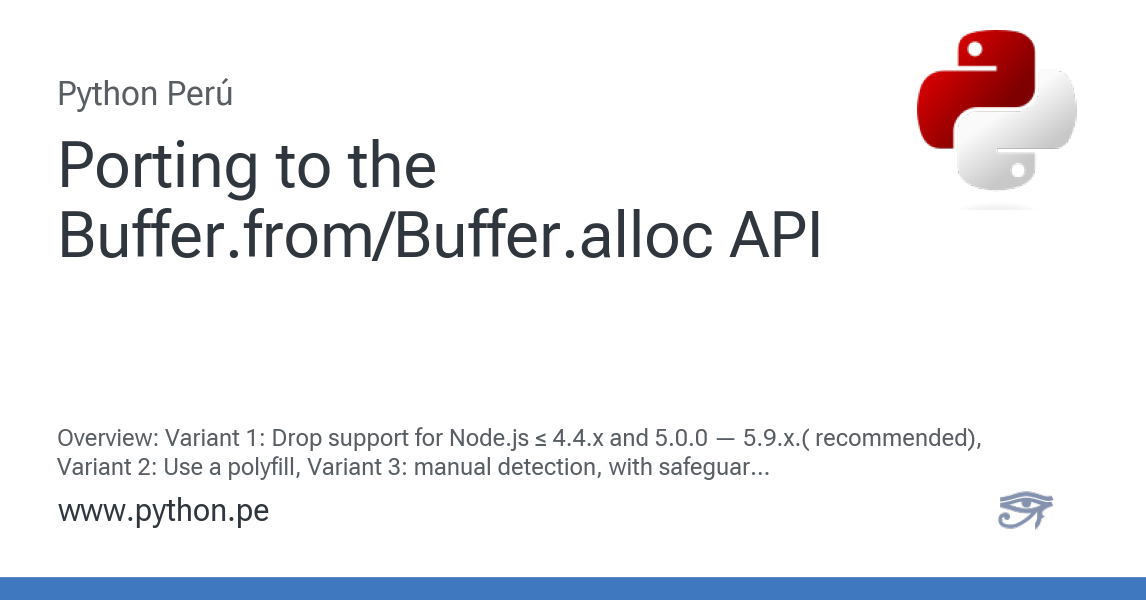 Python Perú
Porting to the
Buffer.from/Buffer.alloc API
Overview: Variant 1: Drop support for Node.js ≤ 4.4.x and 5.0.0 — 5.9.x.( recommended),
Variant 2: Use a polyfill, Variant 3: manual detection, with safeguar...
www.python.pe